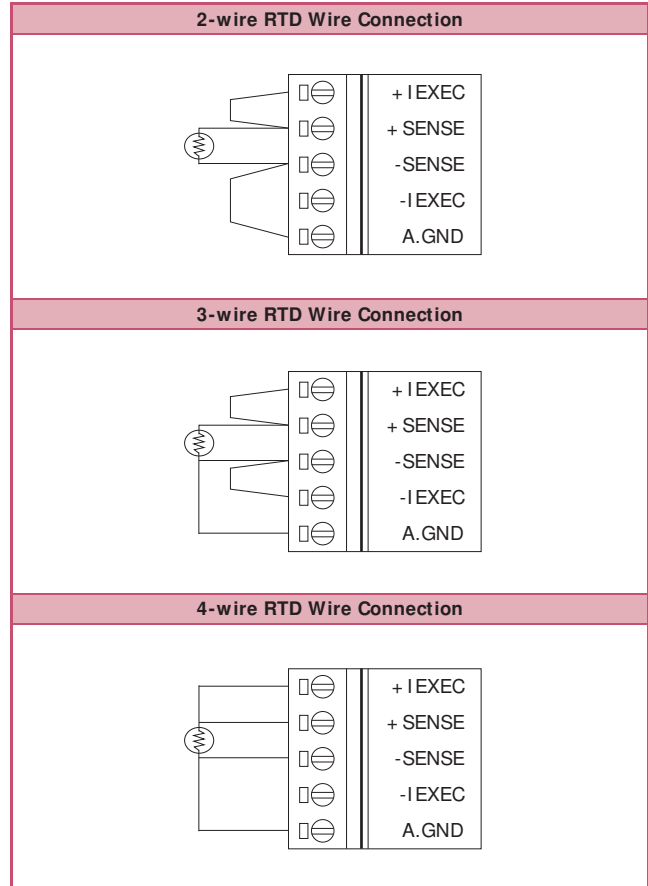 2-wire RTD Wire Connection
+IEXEC
+SENSE
-SENSE
-IEXEC
A.GND
3-wire RTD Wire Connection
+IEXEC
+SENSE
-SENSE
-IEXEC
A.GND
4-wire RTD Wire Connection
+IEXEC
+SENSE
-SENSE
-IEXEC
A.GND